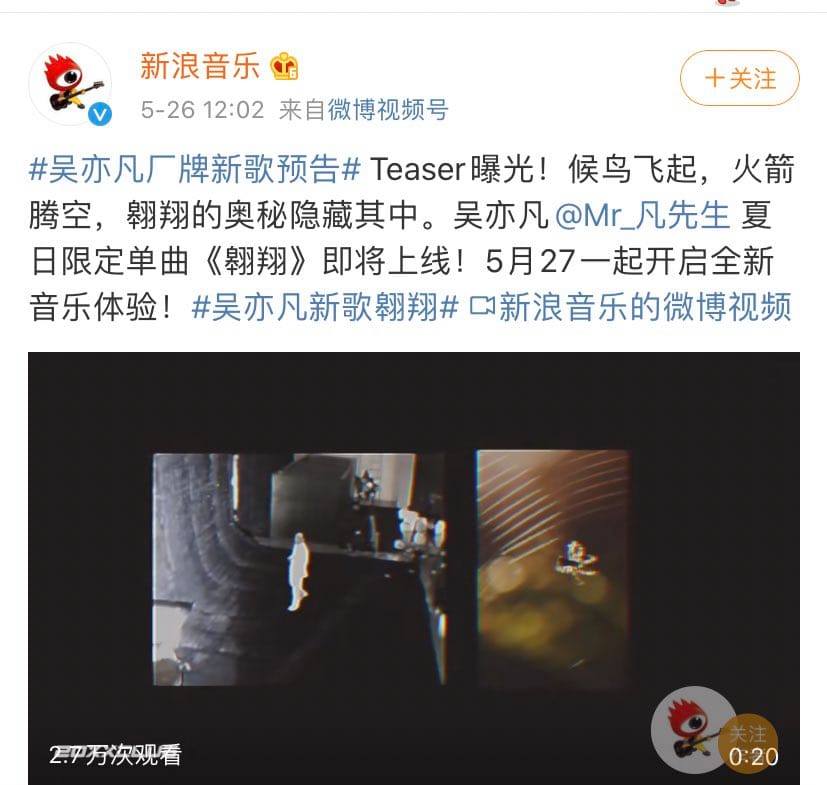 新浪音乐
+关注
5-26 12:02 来自微博视频号
#吴亦凡厂牌新歌预告# Teaser曝光！候鸟飞起，火箭
腾空，翱翔的奥秘隐藏其中。吴亦凡@Mr_凡先生 夏
日限定单曲《翱翔》即将上线！5月27一起开启全新
音乐体验！#吴亦凡新歌翱翔# 新浪音乐的微博视频
2.7万次观看
关注
0:20